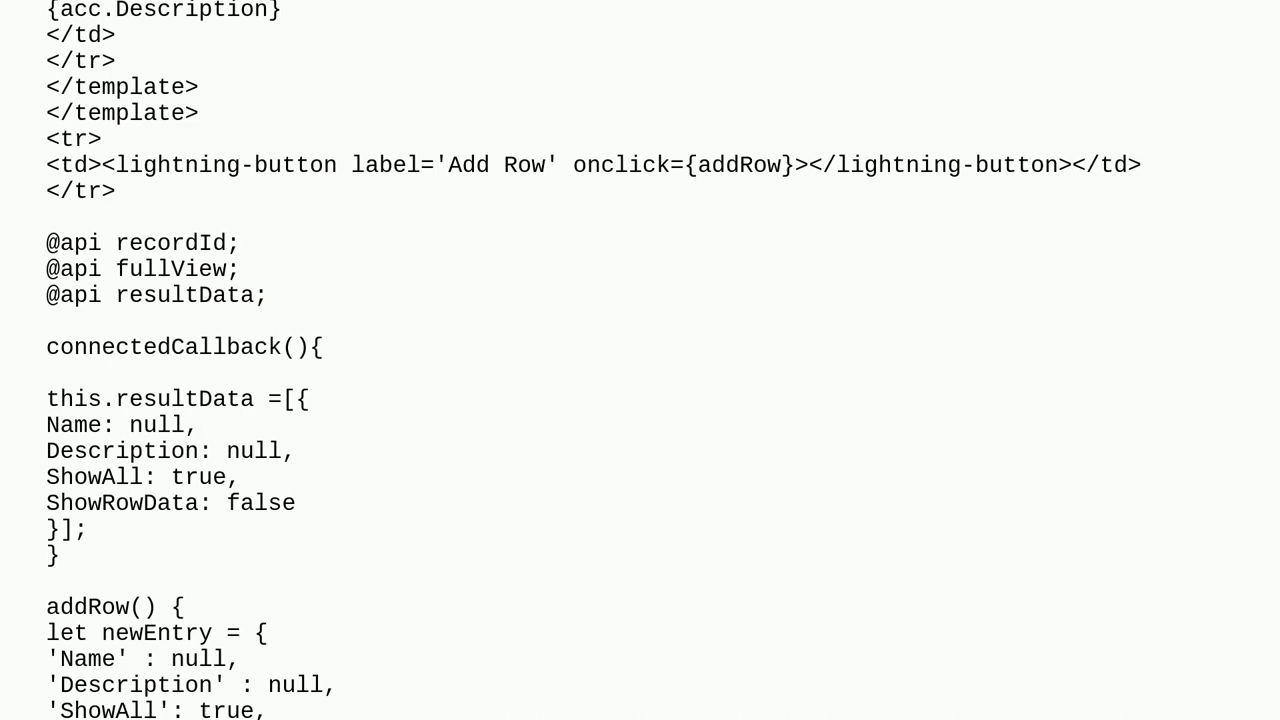 {acc.Description}
</td>
</tr>
</template>
</template>
<tr>
<td><lightning-button label='Add Row' onclick={addRow}></lightning-button></td>
</tr>
@api recordId;
@api fullView;
@api resultData;
connectedCallback(){
this.resultData =[{
Name: null,
Description: null,
ShowAll: true,
ShowRowData: false
}];
}
addRow() {
let newEntry = {
'Name' : null,
'Description' : null,
'ShowAll': true,